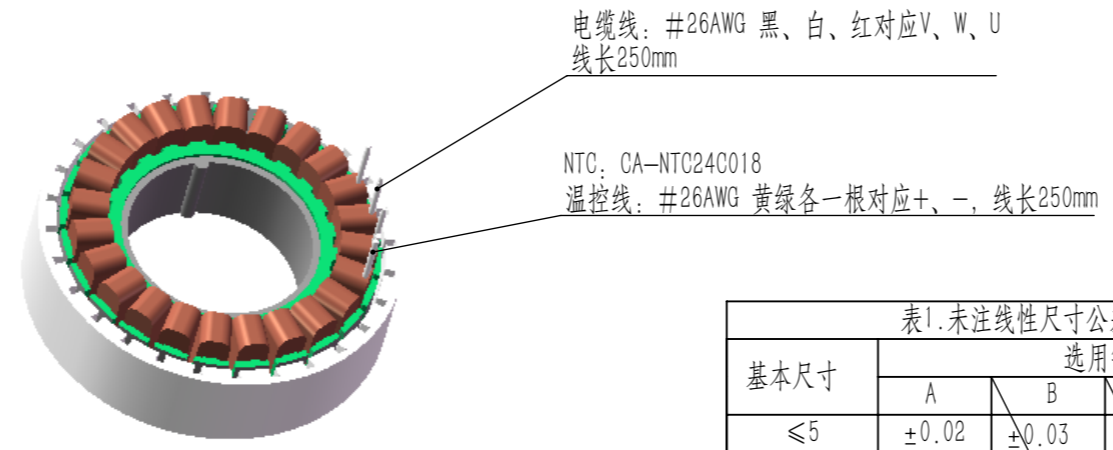 电缆线: #26AWG 黑、白、红对应V、W、U
线长250mm
NTC: CA-NTC24C018
温控线: #26AWG 黄绿各一根对应+、-, 线长250mm
表1.未注线性尺寸公
选用
基本尺寸
A B
≤5 ±0.02 ±0.03